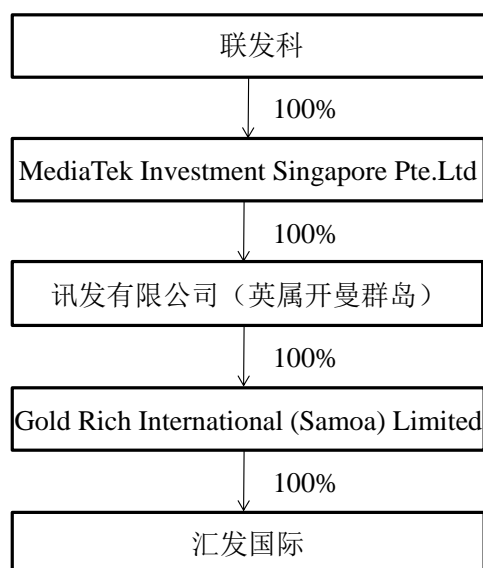 联发科
100%
MediaTek Investment Singapore Pte.Ltd
100%
讯发有限公司（英属开曼群岛）
100%
Gold Rich International (Samoa) Limited
100%
汇发国际